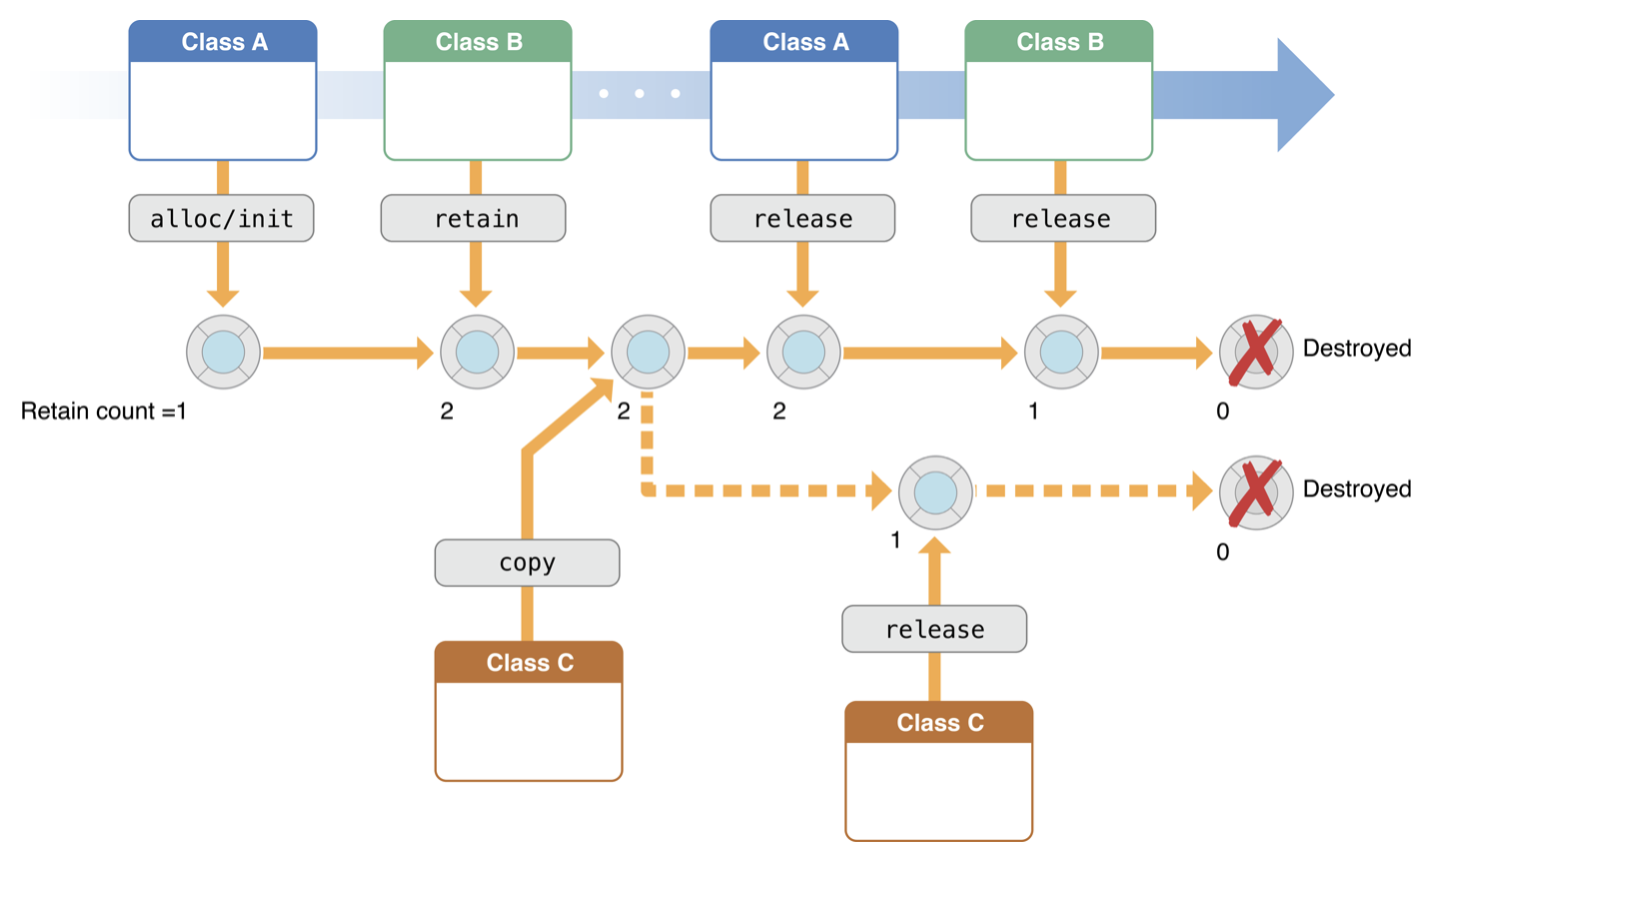 Class A
Class B
Class A
Class B
alloc/init
retain
release
release
Destroyed
Retain count =1
2
2
2
1
0
Destroyed
1
0
copy
release
Class C
Class C